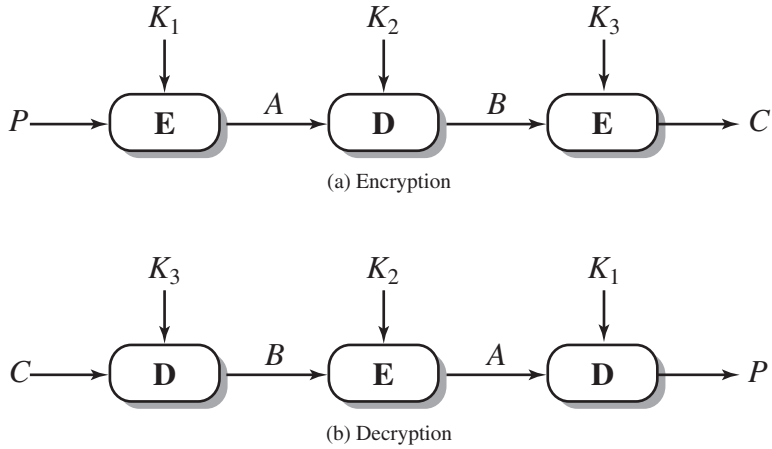 K₁ K₂ K₃
P E A D B E C
(a) Encryption
K₃ K₂ K₁
C D B E A D P
(b) Decryption